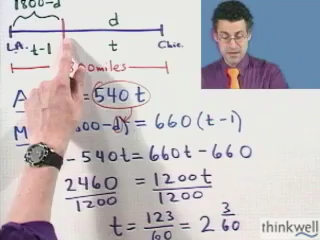 1800-d
d
L.A. t-1 t Chic.
miles
A = 540t
M -d) = 660(t-1)
- 540t = 660t - 660
2460 = 1200t
1200 1200
t = 123/60 = 2 3/60
thinkwell